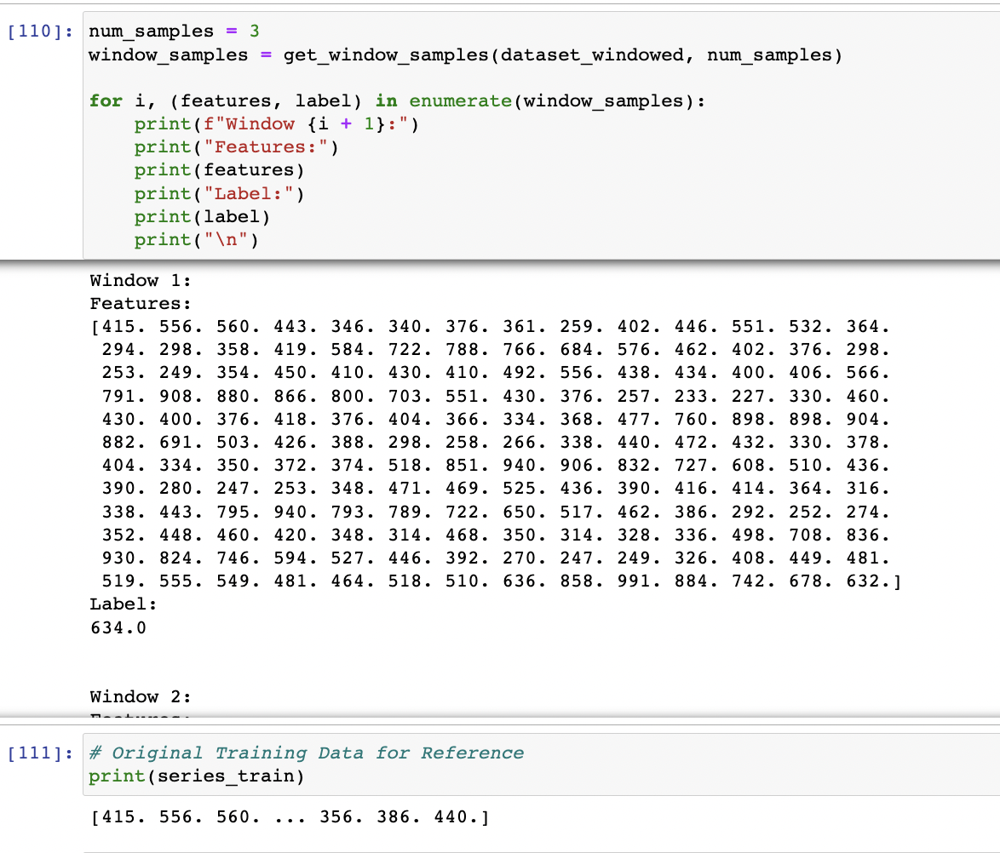 [110]: num_samples = 3
window_samples = get_window_samples(dataset_windowed, num_samples)
for i, (features, label) in enumerate(window_samples):
print(f"Window {i + 1}:")
print("Features:")
print(features)
print("Label:")
print(label)
print("\n")
Window 1:
Features:
[415. 556. 560. 443. 346. 340. 376. 361. 259. 402. 446. 551. 532. 364.
294. 298. 358. 419. 584. 722. 788. 766. 684. 576. 462. 402. 376. 298.
253. 249. 354. 450. 410. 430. 410. 492. 556. 438. 434. 400. 406. 566.
791. 908. 880. 866. 800. 703. 551. 430. 376. 257. 233. 227. 330. 460.
430. 400. 376. 418. 376. 404. 366. 334. 368. 477. 760. 898. 898. 904.
882. 691. 503. 426. 388. 298. 258. 266. 338. 440. 472. 432. 330. 378.
404. 334. 350. 372. 374. 518. 851. 940. 906. 832. 727. 608. 510. 436.
390. 280. 247. 253. 348. 471. 469. 525. 436. 390. 416. 414. 364. 316.
338. 443. 795. 940. 793. 789. 722. 650. 517. 462. 386. 292. 252. 274.
352. 448. 460. 420. 348. 314. 468. 350. 314. 328. 336. 498. 708. 836.
930. 824. 746. 594. 527. 446. 392. 270. 247. 249. 326. 408. 449. 481.
519. 555. 549. 481. 464. 518. 510. 636. 858. 991. 884. 742. 678. 632.]
Label:
634.0
Window 2:
[111]: # Original Training Data for Reference
print(series_train)
[415. 556. 560. ... 356. 386. 440.]